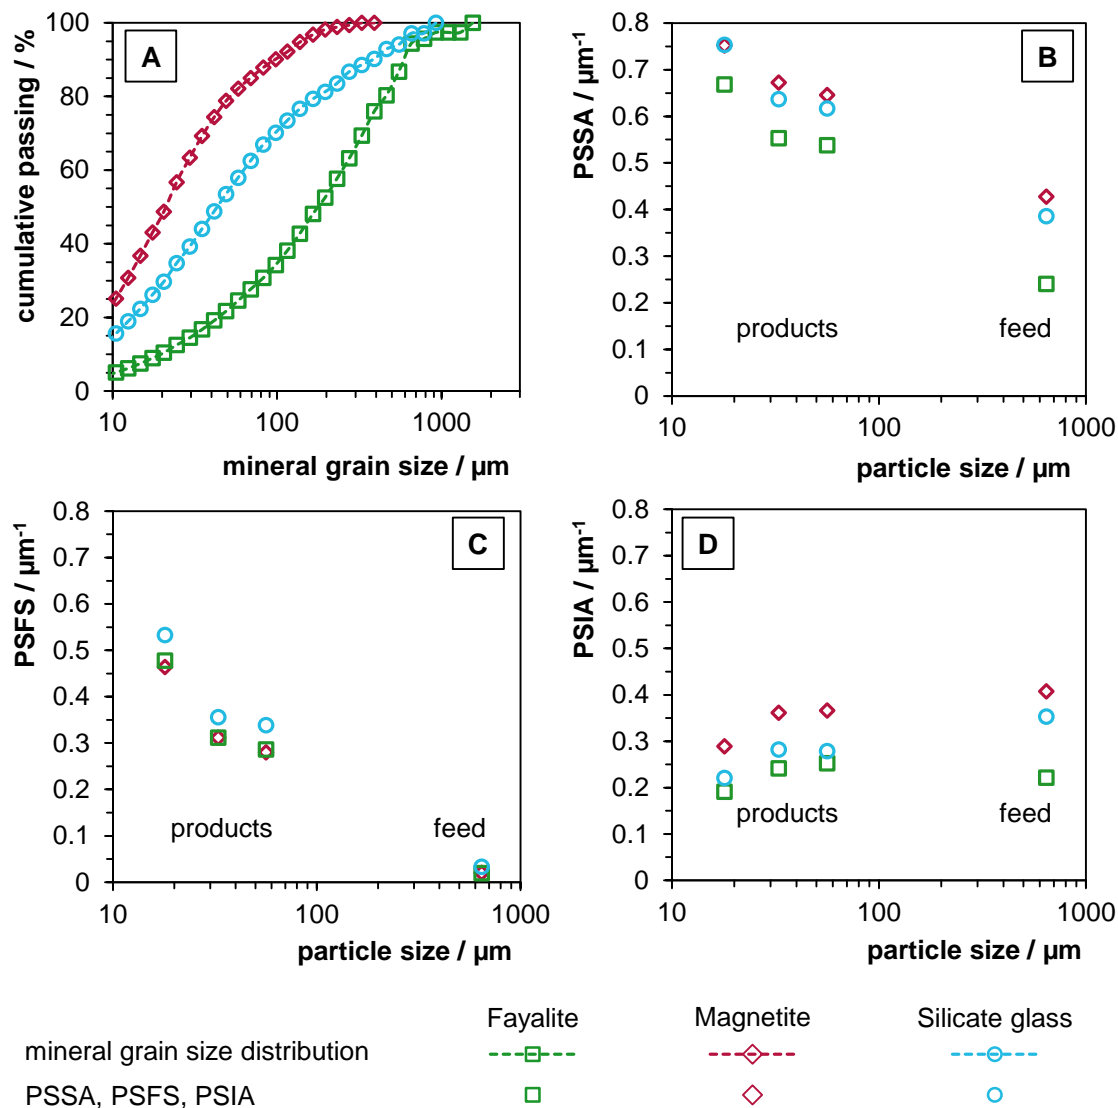 A
cumulative passing / %
100
80
60
40
20
0
10
100
1000
mineral grain size / µm
B
PSSA / µm⁻¹
0.8
0.7
0.6
0.5
0.4
0.3
0.2
0.1
0
products
feed
10
100
1000
particle size / µm
C
PSFS / µm⁻¹
0.8
0.7
0.6
0.5
0.4
0.3
0.2
0.1
0
products
feed
10
100
1000
particle size / µm
D
PSIA / µm⁻¹
0.8
0.7
0.6
0.5
0.4
0.3
0.2
0.1
0
products
feed
10
100
1000
particle size / µm
Fayalite
Magnetite
Silicate glass
mineral grain size distribution
PSSA, PSFS, PSIA